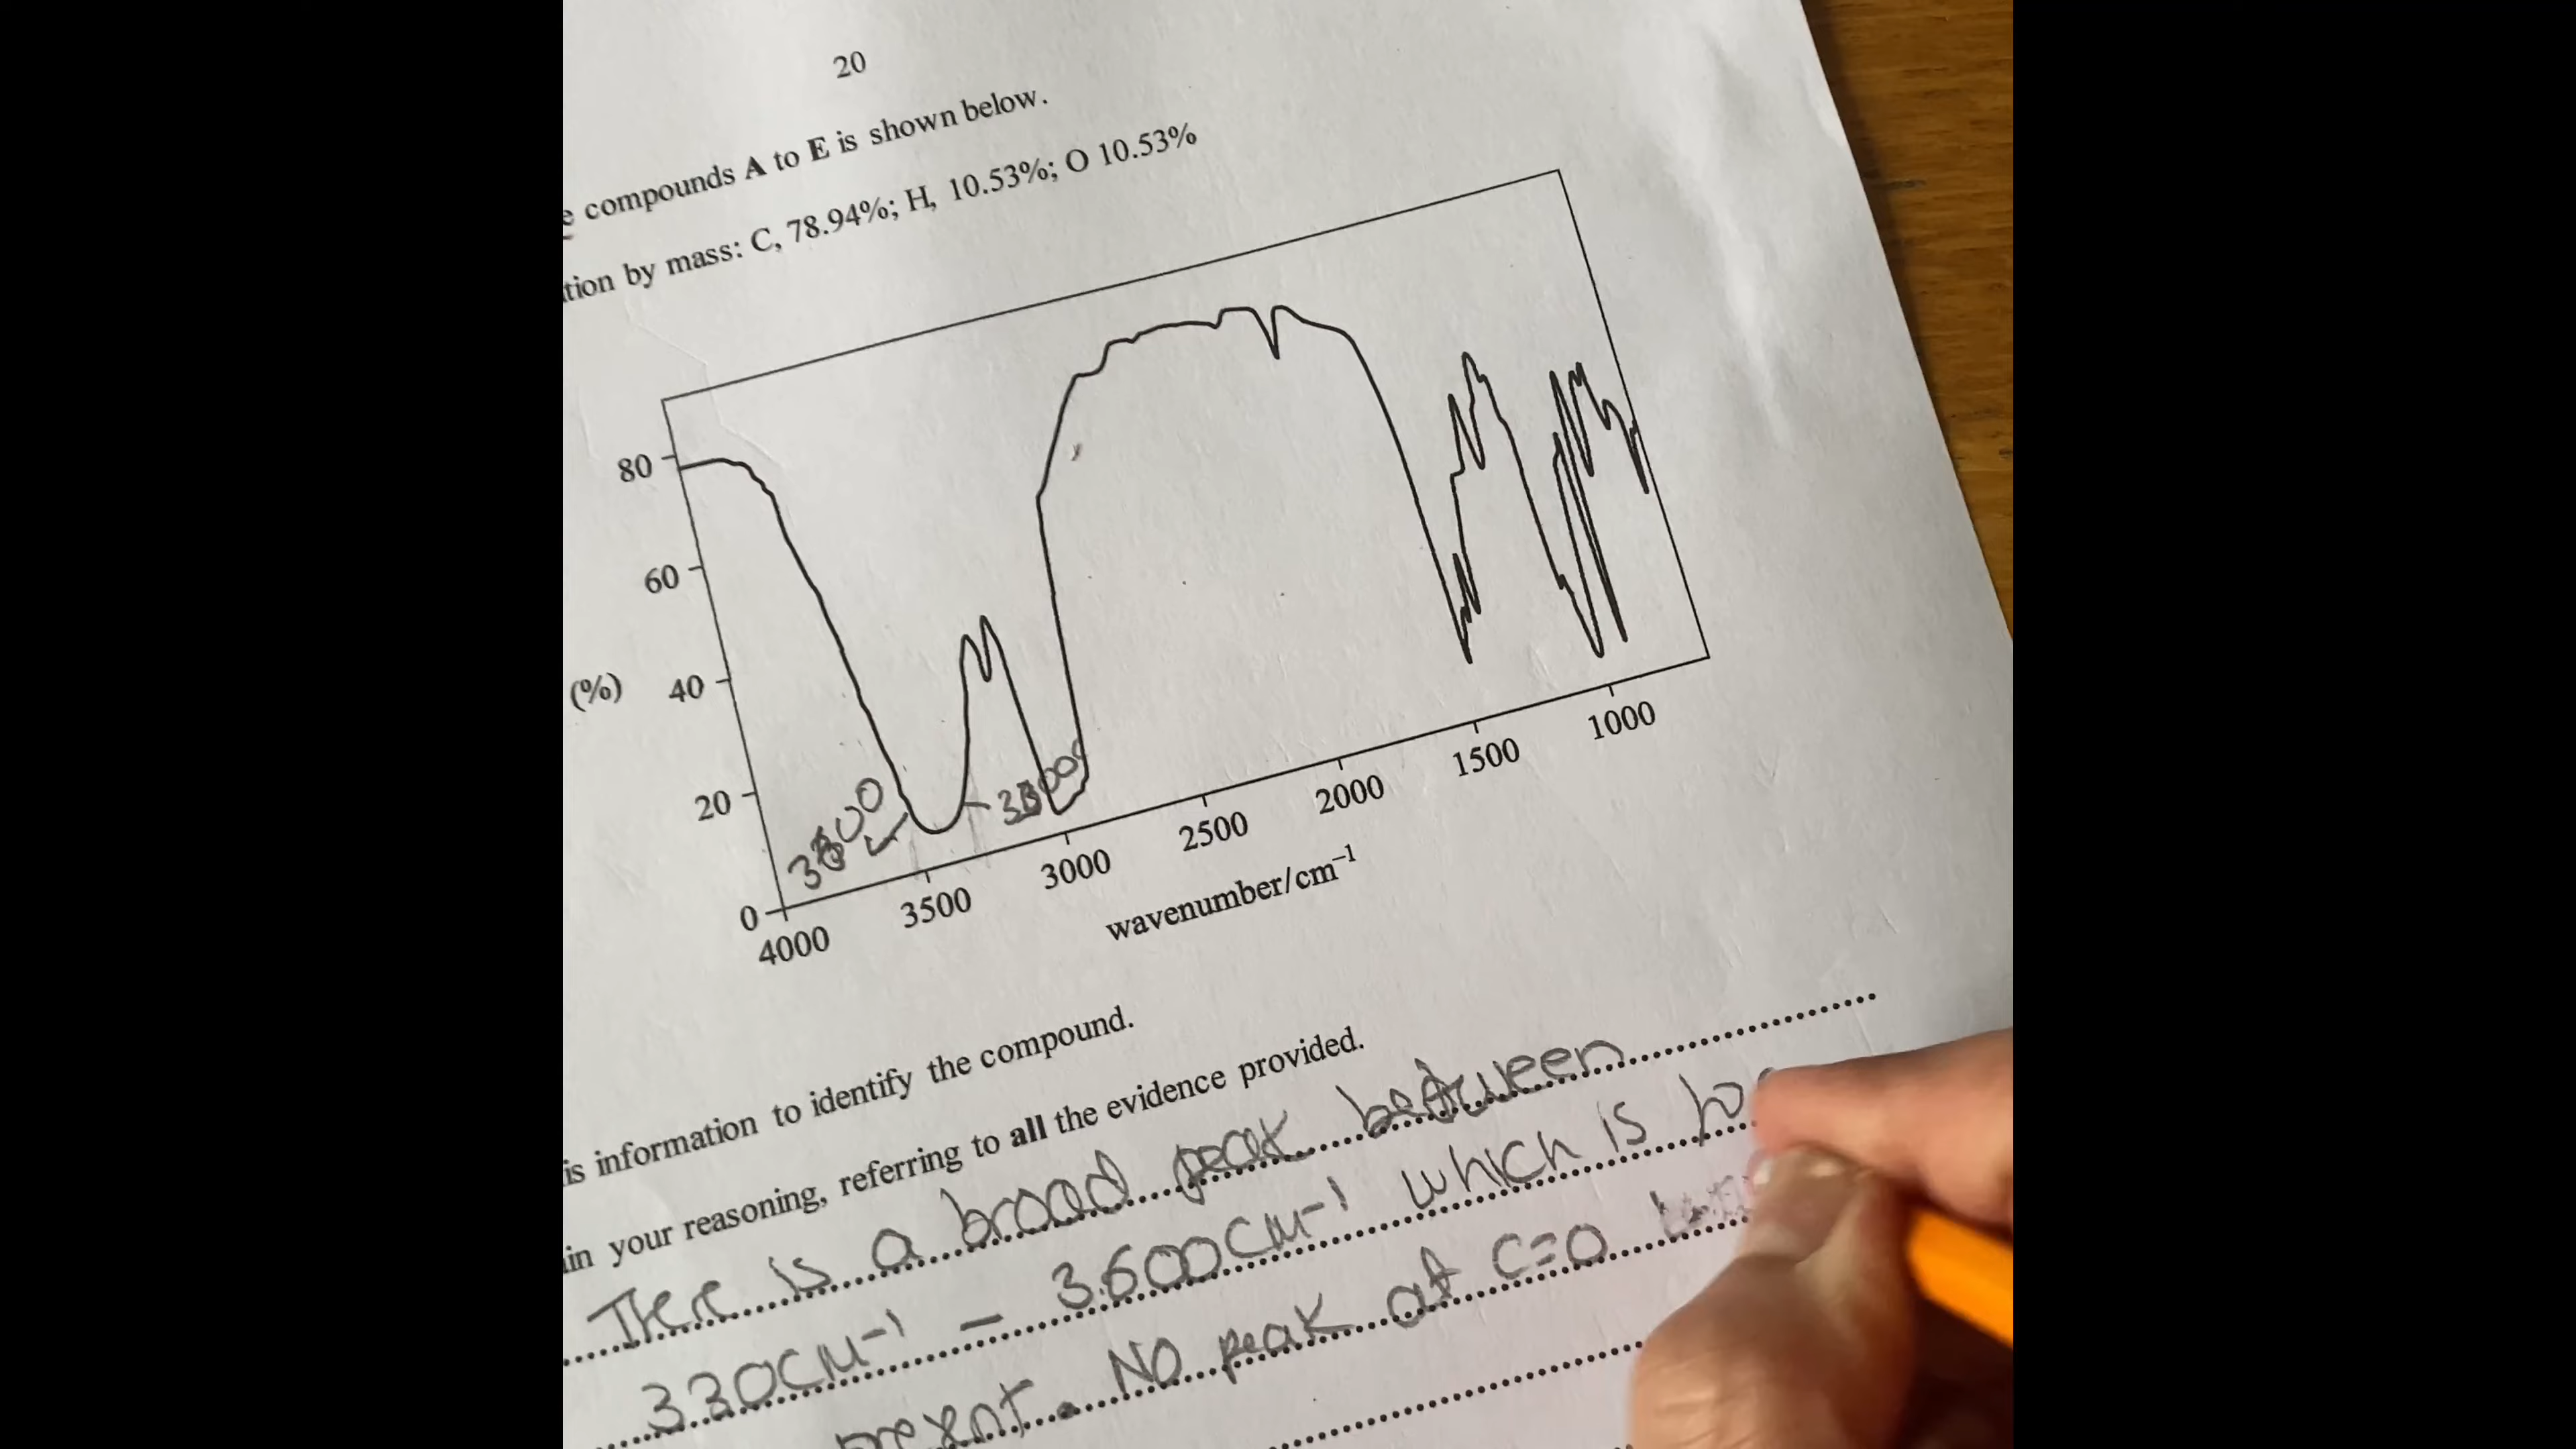 20
e compounds A to E is shown below.
tion by mass: C, 78.94%; H, 10.53%; O 10.53%
80
60
(%)
40
20
0
4000
3500
3000
2500
2000
1500
1000
wavenumber/cm⁻¹
is information to identify the compound.
in your reasoning, referring to all the evidence provided.
There is a broad peak between
330cm⁻¹ - 3600cm⁻¹ which is
present. NO peak at C=O